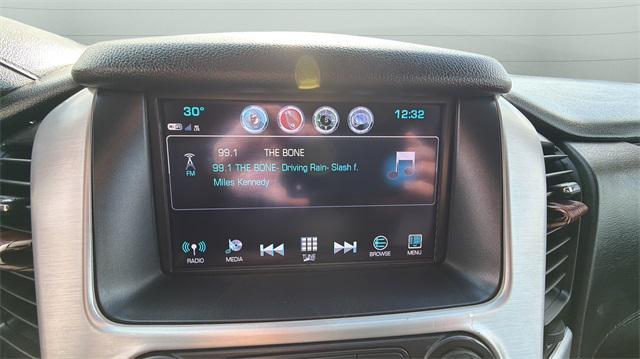 30°
12:32
99.1 THE BONE
99.1 THE BONE- Driving Rain- Slash f.
Miles Kennedy
FM
RADIO
MEDIA
TUNE
BROWSE
MENU